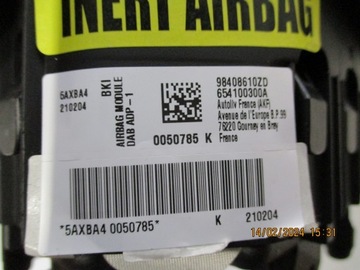 INERT AIRBAG
5AXBA4
210204
BKI
AIRBAG MODULE
DAB ADP - 1
98408610ZD
654100300A
Autoliv France (AKP)
Avenue de l'Europe B.P.99
76220 Gournay en Bray
France
0050785 K
*5AXBA4 0050785*
K
210204
14/02/2024 15:31